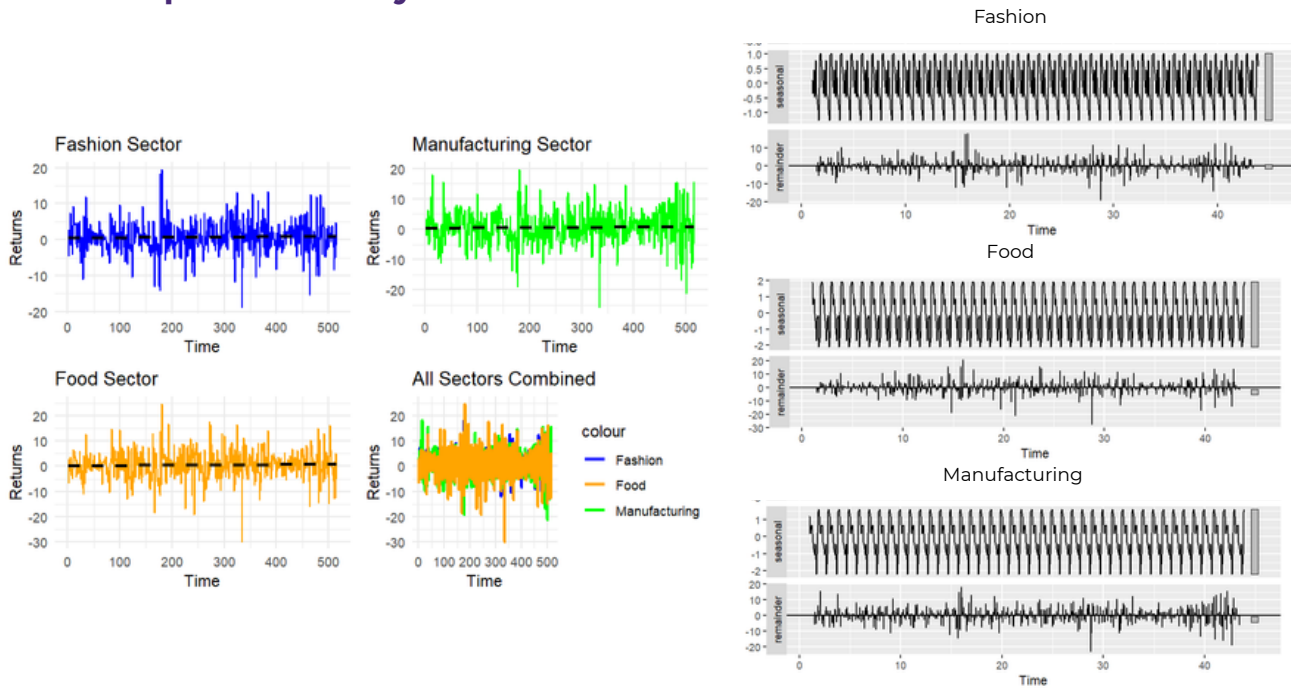 Fashion
Fashion Sector
20
10
0
-10
-20
Returns
0 100 200 300 400 500
Time
Manufacturing Sector
20
10
0
-10
-20
Returns
0 100 200 300 400 500
Time
Food Sector
20
10
0
-10
-20
-30
Returns
0 100 200 300 400 500
Time
All Sectors Combined
20
10
0
-10
-20
-30
Returns
0 100 200 300 400 500
Time
colour
Fashion
Food
Manufacturing
1.0
0.5
0.0
-0.5
-1.0
seasonal
10
0
-10
-20
remainder
0 10 20 30 40
Time
Food
2
1
0
-1
-2
seasonal
20
10
0
-10
-20
-30
remainder
0 10 20 30 40
Time
Manufacturing
1
0
-1
-2
seasonal
20
10
0
-10
-20
remainder
0 10 20 30 40
Time